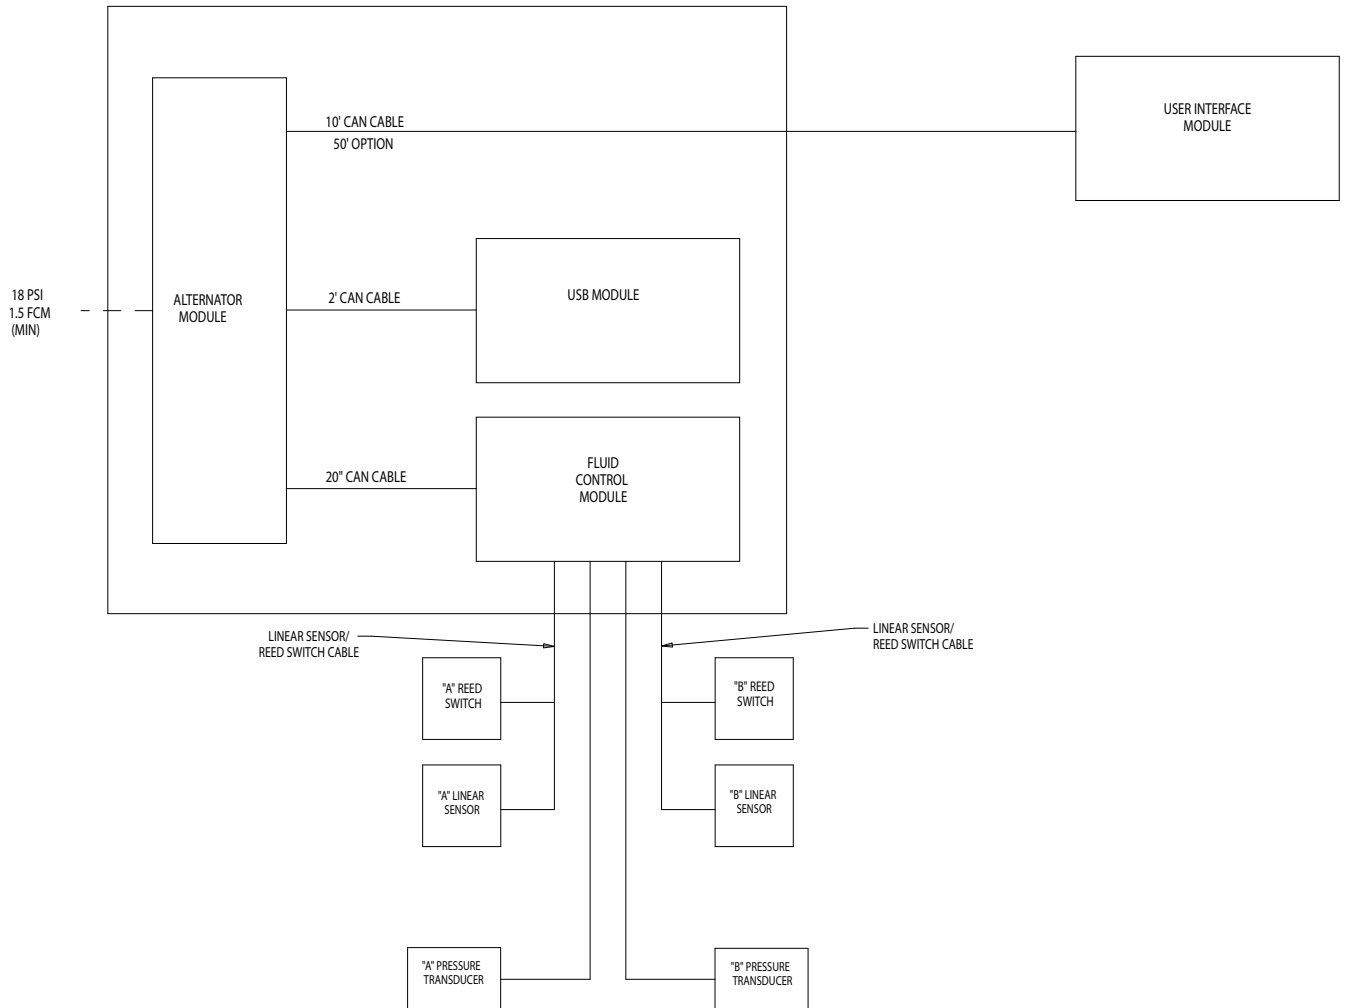 10' CAN CABLE
50' OPTION
USER INTERFACE
MODULE
18 PSI
1.5 FCM
(MIN)
ALTERNATOR
MODULE
2' CAN CABLE
USB MODULE
20" CAN CABLE
FLUID
CONTROL
MODULE
LINEAR SENSOR/
REED SWITCH CABLE
LINEAR SENSOR/
REED SWITCH CABLE
"A" REED
SWITCH
"B" REED
SWITCH
"A" LINEAR
SENSOR
"B" LINEAR
SENSOR
"A" PRESSURE
TRANSDUCER
"B" PRESSURE
TRANSDUCER